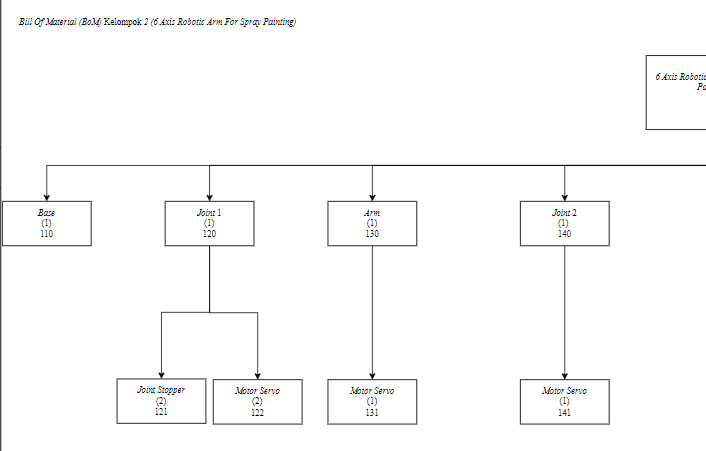 Bill Of Material (BoM) Kelompok 2 (6 Axis Robotic Arm For Spray Painting)
6 Axis Robotic
Base
(1)
110
Joint 1
(1)
120
Arm
(1)
130
Joint 2
(1)
140
Joint Stopper
(2)
121
Motor Servo
(2)
122
Motor Servo
(1)
131
Motor Servo
(1)
141